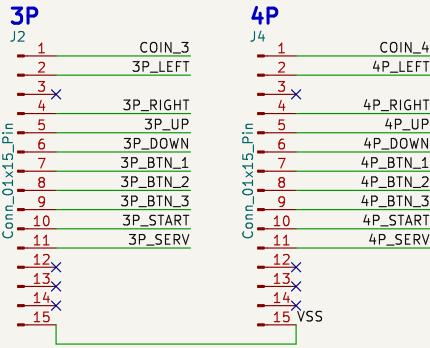 3P 4P
J2 J4
1 COIN_3 1 COIN_4
2 3P_LEFT 2 4P_LEFT
3 3
4 3P_RIGHT 4 4P_RIGHT
5 3P_UP 5 4P_UP
6 3P_DOWN 6 4P_DOWN
7 3P_BTN_1 7 4P_BTN_1
8 3P_BTN_2 8 4P_BTN_2
9 3P_BTN_3 9 4P_BTN_3
10 3P_START 10 4P_START
11 3P_SERV 11 4P_SERV
12 12
13 13
14 14
15 15 VSS
Conn_01x15_Pin Conn_01x15_Pin